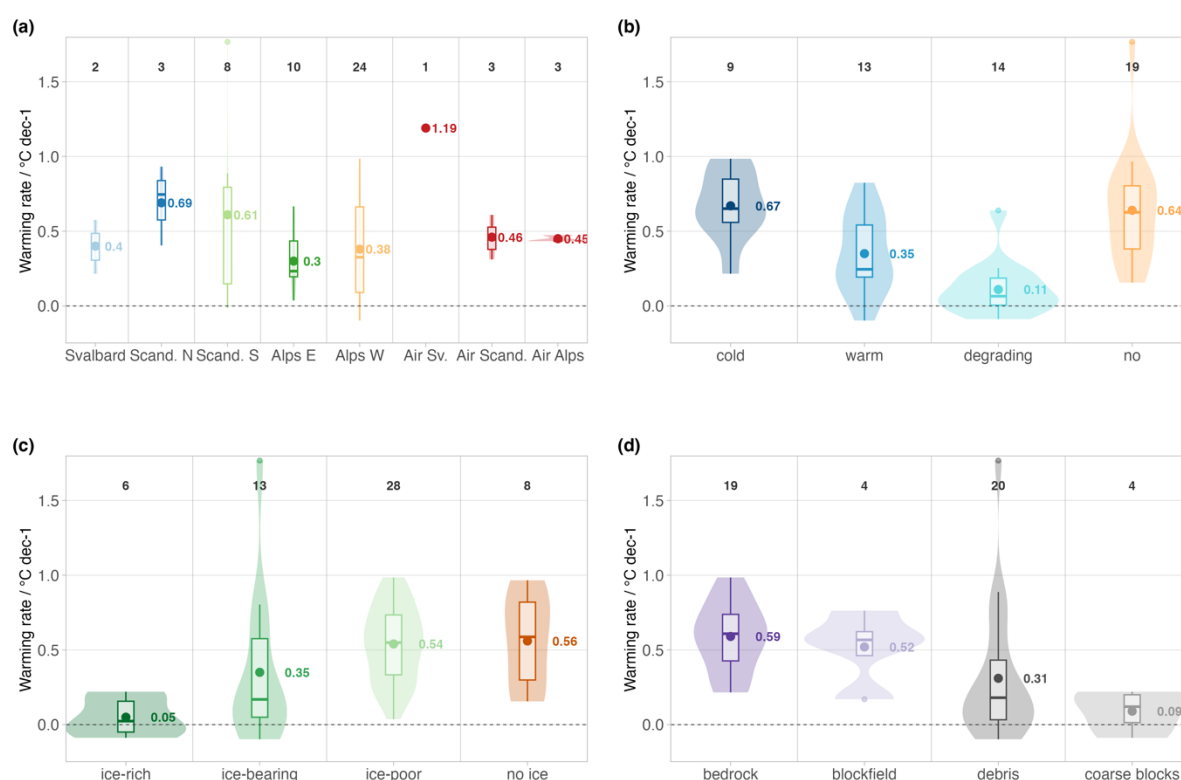 (a)
Warming rate / °C dec-1
1.5
1.0
0.5
0.0
2 3 8 10 24 1 3 3
0.4 0.69 0.61 0.3 0.38 1.19 0.46 0.45
Svalbard Scand. N Scand. S Alps E Alps W Air Sv. Air Scand. Air Alps
(b)
Warming rate / °C dec-1
1.5
1.0
0.5
0.0
9 13 14 19
0.67 0.35 0.11 0.64
cold warm degrading no
(c)
Warming rate / °C dec-1
1.5
1.0
0.5
0.0
6 13 28 8
0.05 0.35 0.54 0.56
ice-rich ice-bearing ice-poor no ice
(d)
Warming rate / °C dec-1
1.5
1.0
0.5
0.0
19 4 20 4
0.59 0.52 0.31 0.09
bedrock blockfield debris coarse blocks